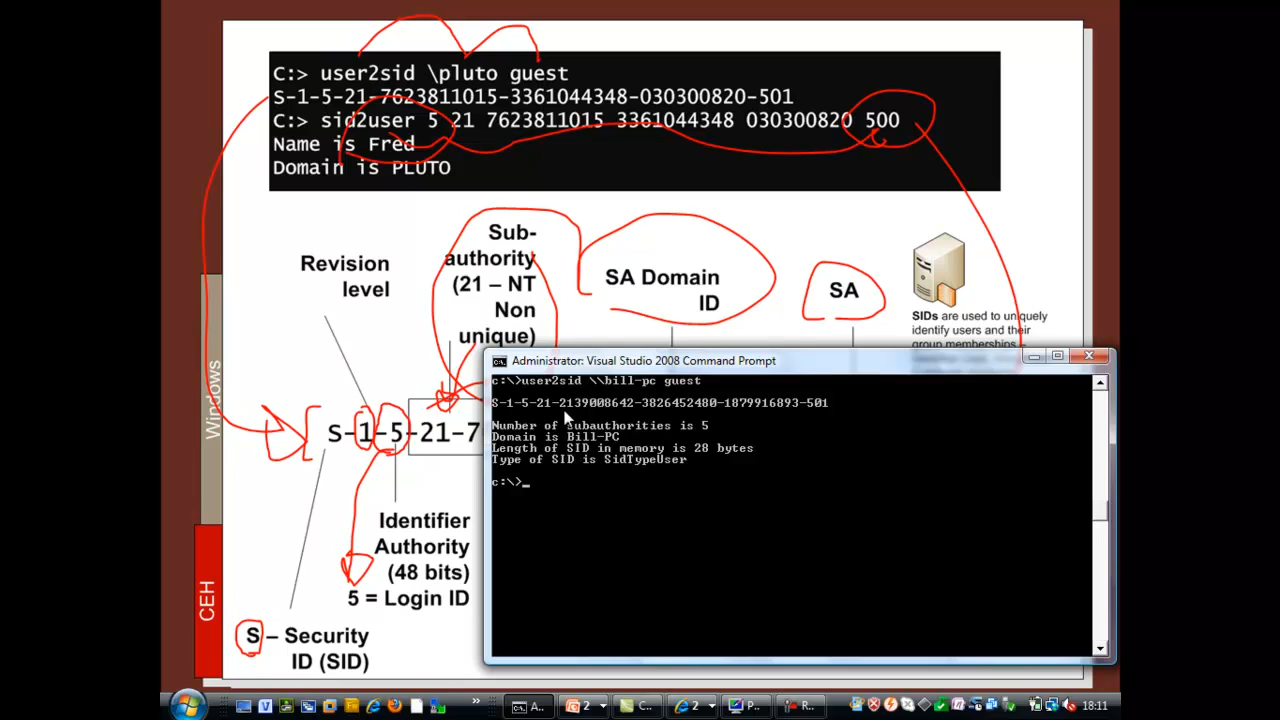 C:> user2sid \pluto guest
S-1-5-21-7623811015-3361044348-030300820-501
C:> sid2user 5 21 7623811015 3361044348 030300820 500
Name is Fred
Domain is PLUTO
Revision level
Sub-
authority
(21 – NT
Non
unique)
SA Domain
ID
SA
SIDs are used to uniquely
identify users and their
group memberships –
S-1-5-21-7
Identifier
Authority
(48 bits)
5 = Login ID
S – Security
ID (SID)
Windows
CEH
Administrator: Visual Studio 2008 Command Prompt
c:\>user2sid \\bill-pc guest
S-1-5-21-2139008642-3826452480-1879916893-501
Number of subauthorities is 5
Domain is Bill-PC
Length of SID in memory is 28 bytes
Type of SID is SidTypeUser
c:\>_
A...
2
C...
2
P...
R...
18:11